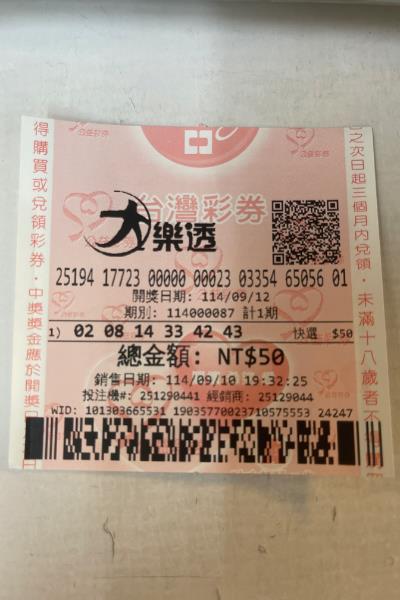 台灣彩券
大樂透
25194 17723 00000 00023 03354 65056 01
開獎日期: 114/09/12
期別: 114000087 計1期
1) 02 08 14 33 42 43 快選 $50
總金額: NT$50
銷售日期: 114/09/10 19:32:25
投注機#: 251290441 經銷商: 25129044
WID: 101303665531 19035770023710575553 24247
得購買或兌領彩券・中獎獎金應於開獎
之次日起三個月內兌領・未滿十八歲者不